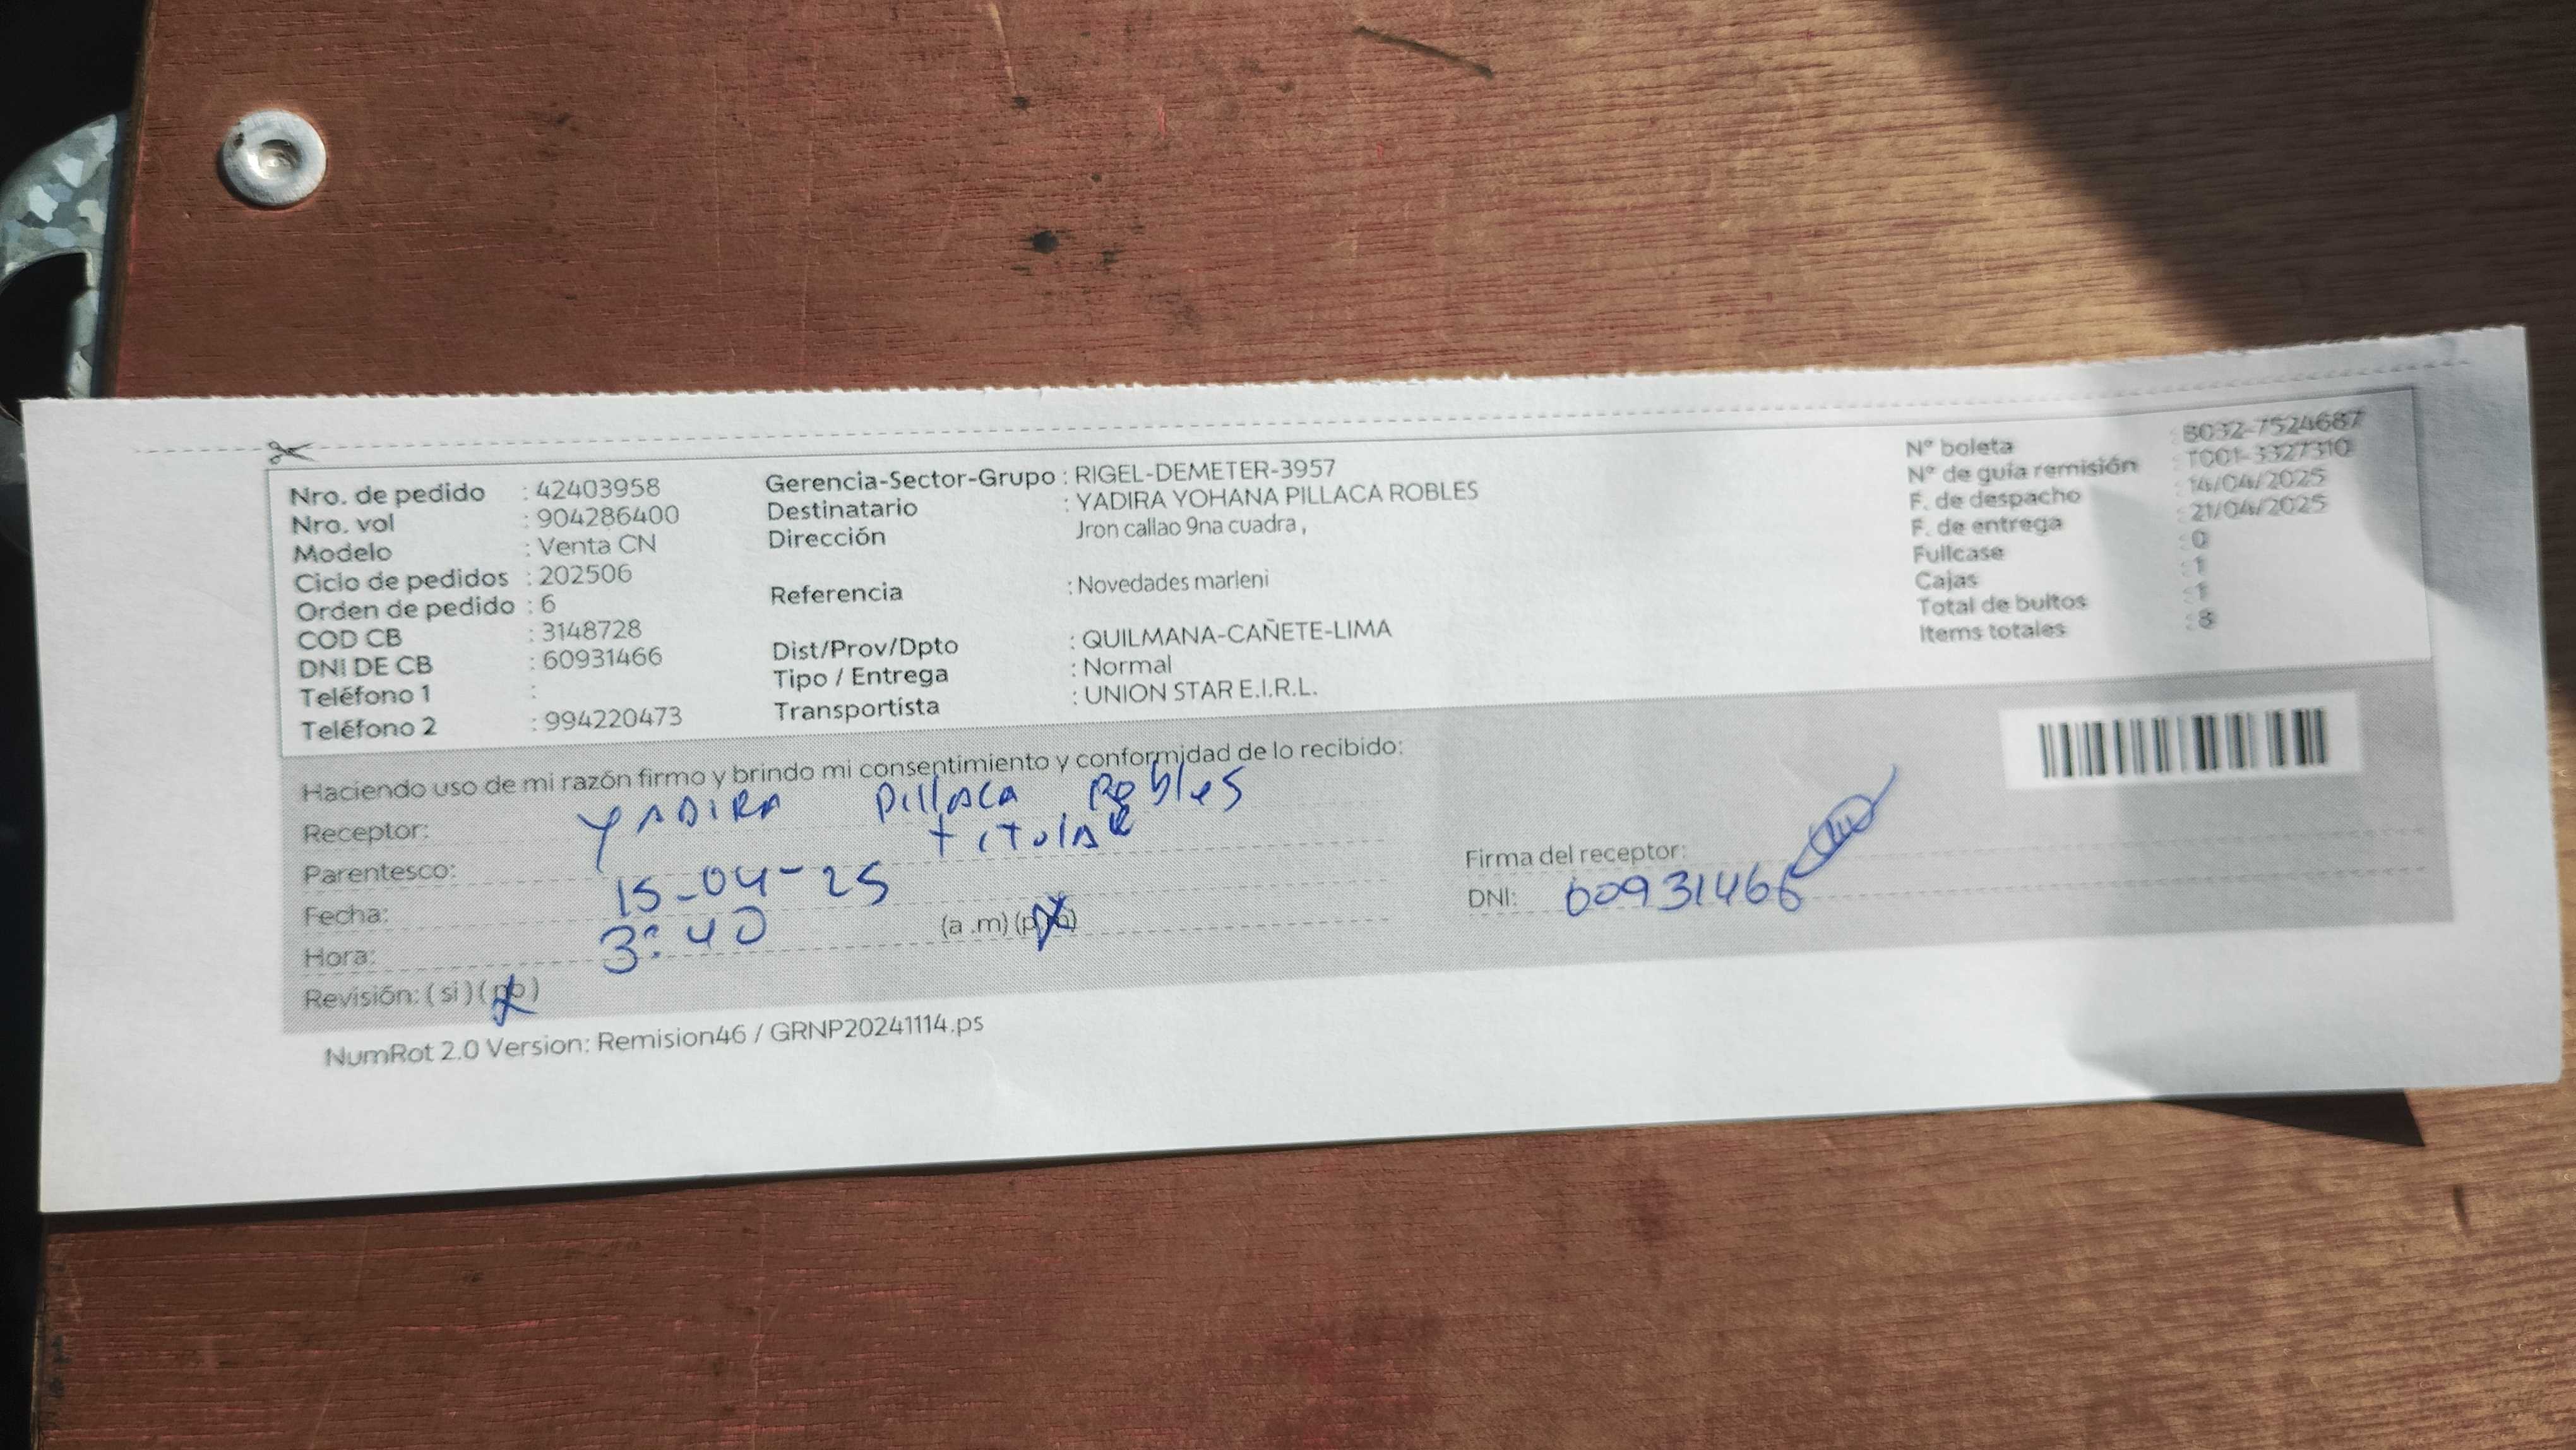 Nro. de pedido : 42403958
Nro. vol : 904286400
Modelo : Venta CN
Ciclo de pedidos : 202506
Orden de pedido : 6
COD CB : 3148728
DNI DE CB : 60931466
Teléfono 1 :
Teléfono 2 : 994220473
Gerencia-Sector-Grupo : RIGEL-DEMETER-3957
Destinatario : YADIRA YOHANA PILLACA ROBLES
Dirección Jron callao 9na cuadra ,
Referencia : Novedades marleni
Dist/Prov/Dpto : QUILMANA-CAÑETE-LIMA
Tipo / Entrega : Normal
Transportista : UNION STAR E.I.R.L.
N° boleta : B032-7524687
N° de guía remisión : T001-3327310
F. de despacho : 14/04/2025
F. de entrega : 21/04/2025
Fullcase : 0
Cajas : 1
Total de bultos : 1
Items totales : 8
Haciendo uso de mi razón firmo y brindo mi consentimiento y conformidad de lo recibido:
Receptor: YADIRA Pillaca Robles
Parentesco: titular
Fecha: 15-04-25
Hora: 3:40 (a .m) (p.m)
Revisión: ( si ) ( no )
Firma del receptor:
DNI: 60931466
NumRot 2.0 Version: Remision46 / GRNP20241114.ps